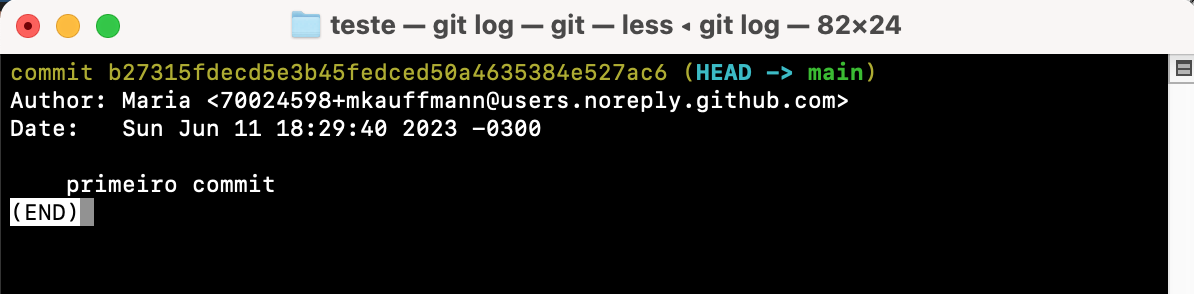 teste — git log — git — less ◂ git log — 82×24
commit b27315fdecd5e3b45fedced50a4635384e527ac6 (HEAD -> main)
Author: Maria <70024598+mkauffmann@users.noreply.github.com>
Date:   Sun Jun 11 18:29:40 2023 -0300
    primeiro commit
(END)